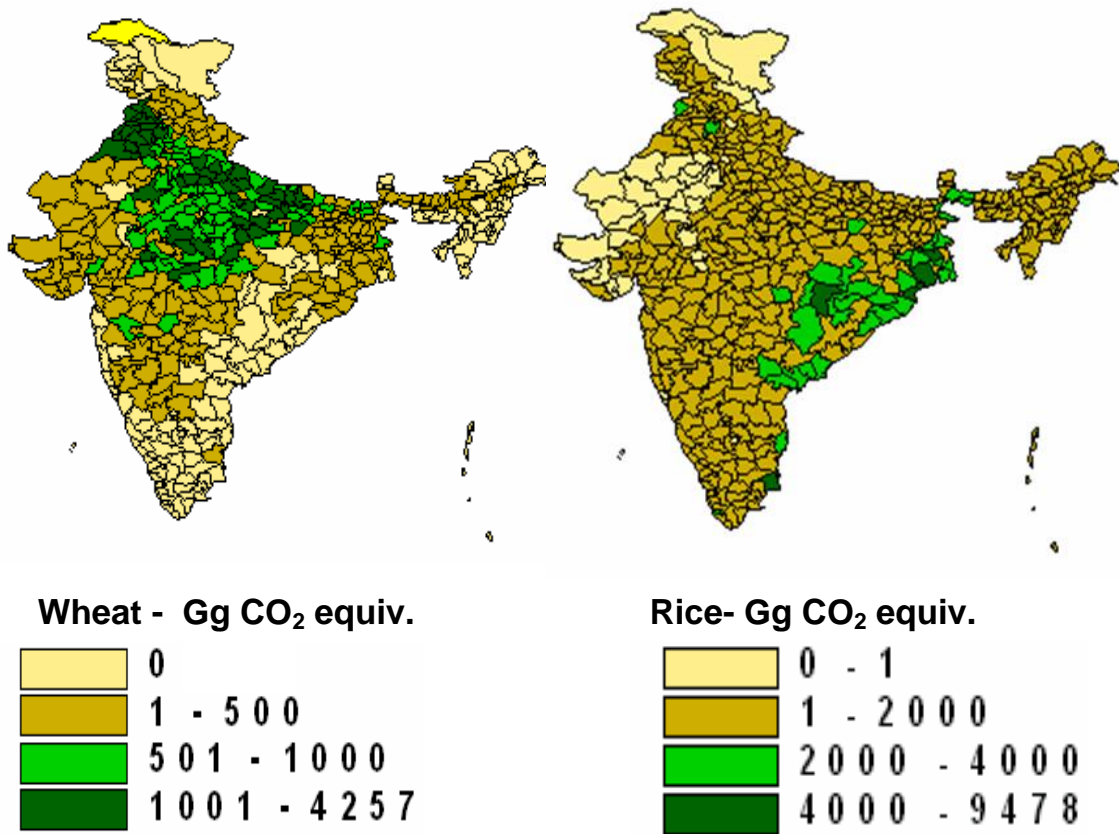 Wheat - Gg CO₂ equiv.
0
1 - 500
501 - 1000
1001 - 4257
Rice- Gg CO₂ equiv.
0 - 1
1 - 2000
2000 - 4000
4000 - 9478